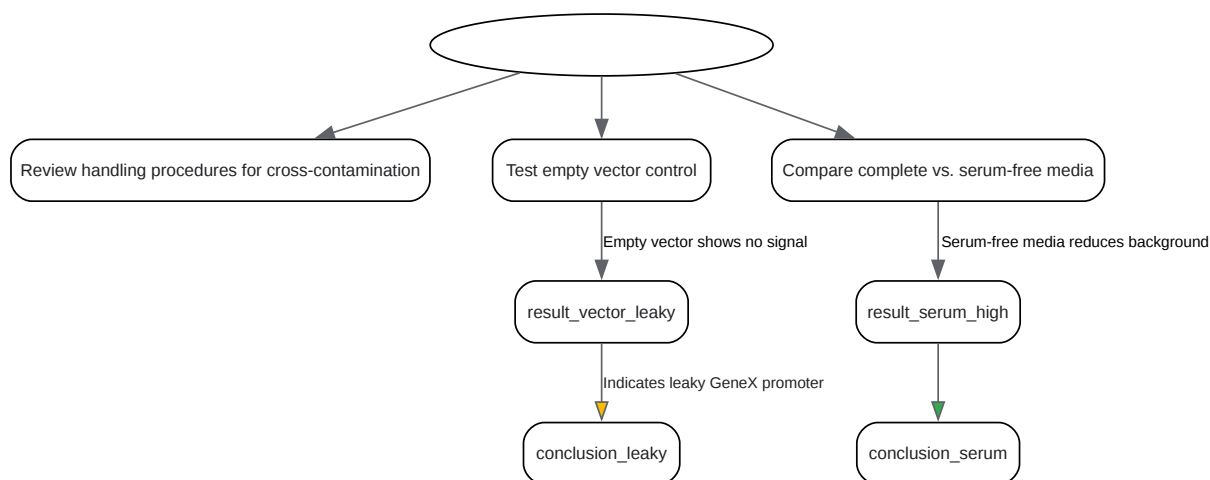 Review handling procedures for cross-contamination
Test empty vector control
Compare complete vs. serum-free media
Empty vector shows no signal
Serum-free media reduces background
result_vector_leaky
result_serum_high
Indicates leaky GeneX promoter
conclusion_leaky
conclusion_serum